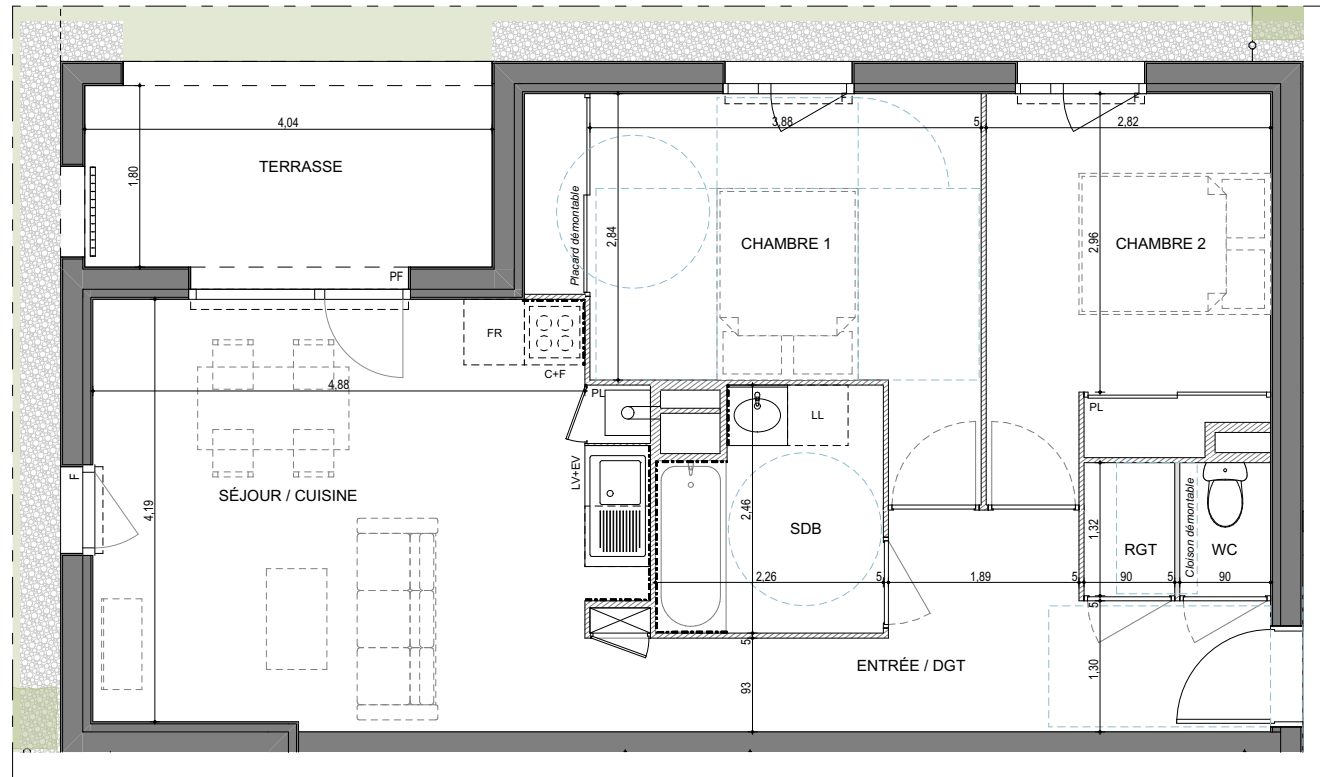 4,04
TERRASSE
1,80
PF
F
3,88
5
F
2,82
Placard démontable
2,84
CHAMBRE 1
2,96
CHAMBRE 2
4,88
FR
C+F
PL
LL
PL
F
SÉJOUR / CUISINE
4,19
LV+EV
2,46
SDB
2,26
5
1,89
5
1,32
RGT
90
5
Cloison démontable
WC
90
5
93
5
1,30
ENTRÉE / DGT